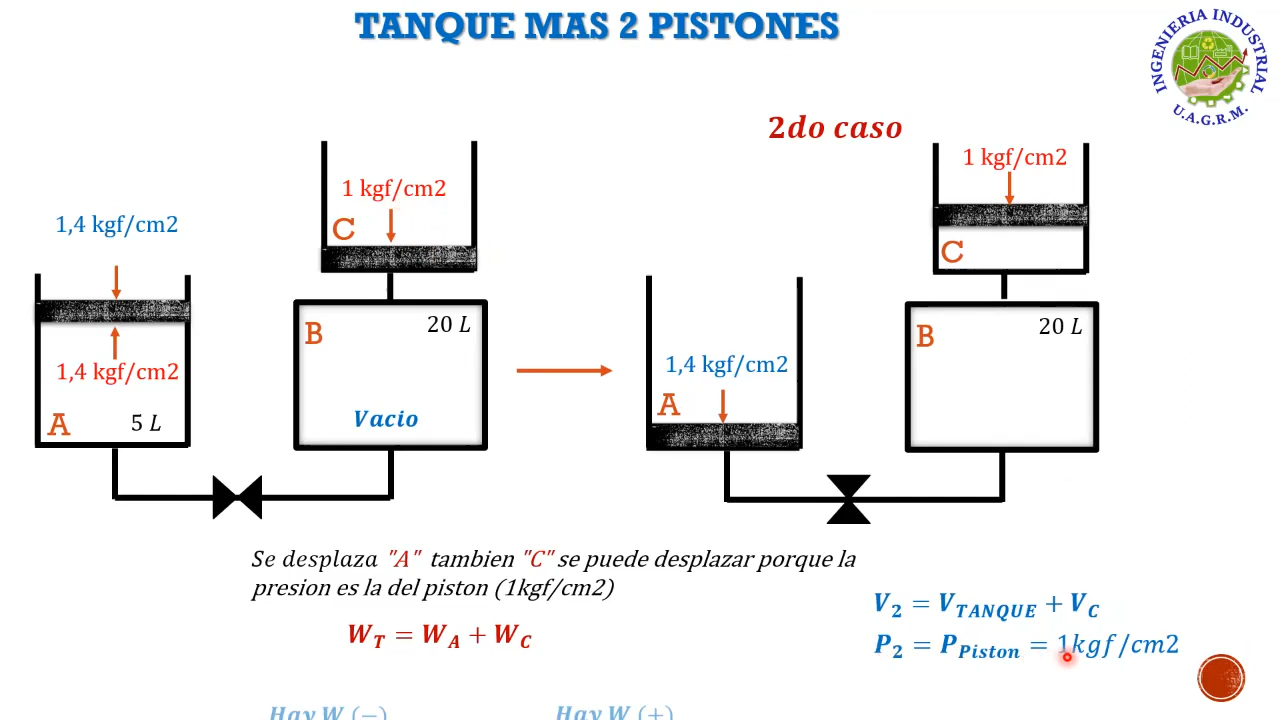 TANQUE MAS 2 PISTONES
INGENIERIA INDUSTRIAL
U.A.G.R.M.
2do caso
1,4 kgf/cm2
1,4 kgf/cm2
A
5 L
1 kgf/cm2
C
B
20 L
Vacio
1,4 kgf/cm2
A
1 kgf/cm2
C
B
20 L
Se desplaza "A" tambien "C" se puede desplazar porque la
presion es la del piston (1kgf/cm2)
W_T = W_A + W_C
V_2 = V_TANQUE + V_C
P_2 = P_Piston = 1kgf/cm2
Hay W (−)
Hay W (+)